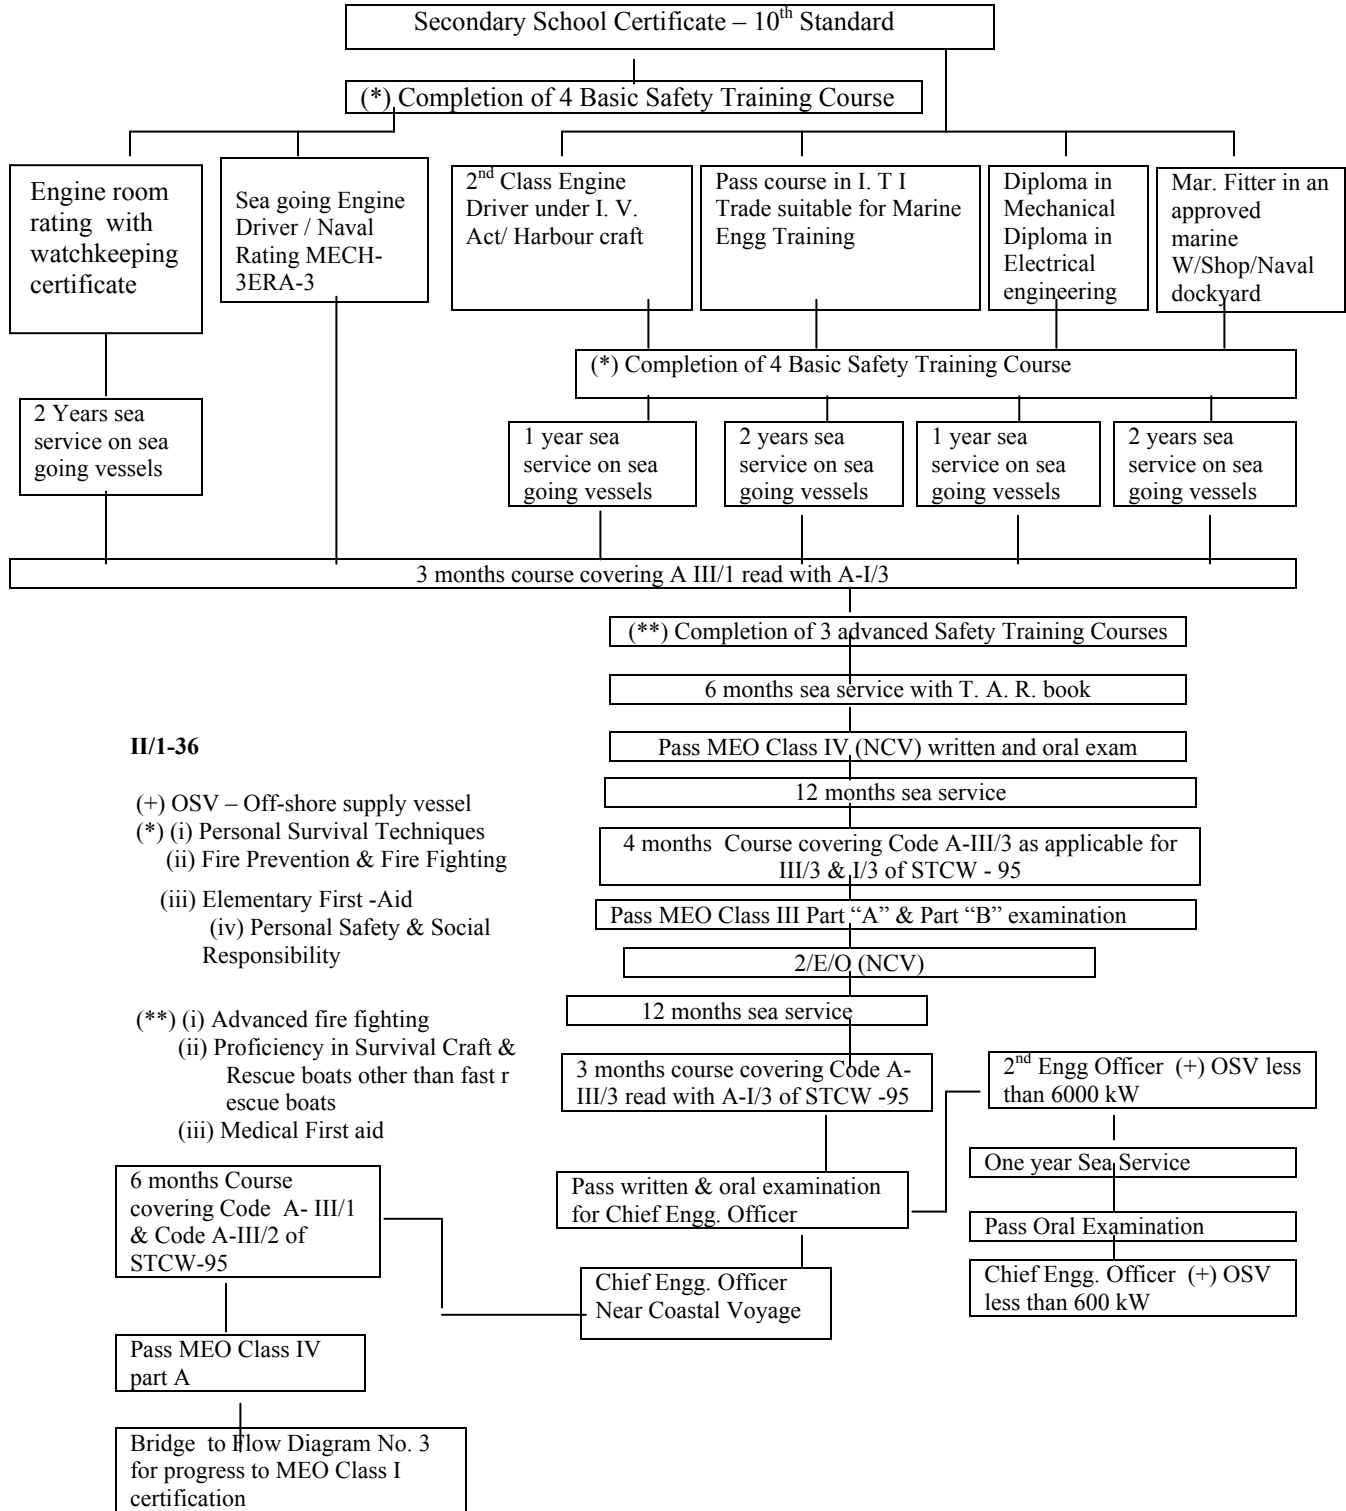 Secondary School Certificate – 10th Standard
(*) Completion of 4 Basic Safety Training Course
Engine room
rating with
watchkeeping
certificate
Sea going Engine
Driver / Naval
Rating MECH-
3ERA-3
2nd Class Engine
Driver under I. V.
Act/ Harbour craft
Pass course in I. T I
Trade suitable for Marine
Engg Training
Diploma in
Mechanical
Diploma in
Electrical
engineering
Mar. Fitter in an
approved
marine
W/Shop/Naval
dockyard
(*) Completion of 4 Basic Safety Training Course
2 Years sea
service on sea
going vessels
1 year sea
service on sea
going vessels
2 years sea
service on sea
going vessels
1 year sea
service on sea
going vessels
2 years sea
service on sea
going vessels
3 months course covering A III/1 read with A-I/3
(**) Completion of 3 advanced Safety Training Courses
6 months sea service with T. A. R. book
Pass MEO Class IV (NCV) written and oral exam
12 months sea service
4 months Course covering Code A-III/3 as applicable for
III/3 & I/3 of STCW - 95
Pass MEO Class III Part “A” & Part “B” examination
2/E/O (NCV)
12 months sea service
3 months course covering Code A-
III/3 read with A-I/3 of STCW -95
Pass written & oral examination
for Chief Engg. Officer
2nd Engg Officer (+) OSV less
than 6000 kW
One year Sea Service
Pass Oral Examination
Chief Engg. Officer (+) OSV
less than 600 kW
Chief Engg. Officer
Near Coastal Voyage
II/1-36
(+) OSV – Off-shore supply vessel
(*) (i) Personal Survival Techniques
(ii) Fire Prevention & Fire Fighting
(iii) Elementary First -Aid
(iv) Personal Safety & Social
Responsibility
(**) (i) Advanced fire fighting
(ii) Proficiency in Survival Craft &
Rescue boats other than fast r
escue boats
(iii) Medical First aid
6 months Course
covering Code A- III/1
& Code A-III/2 of
STCW-95
Pass MEO Class IV
part A
Bridge to Flow Diagram No. 3
for progress to MEO Class I
certification